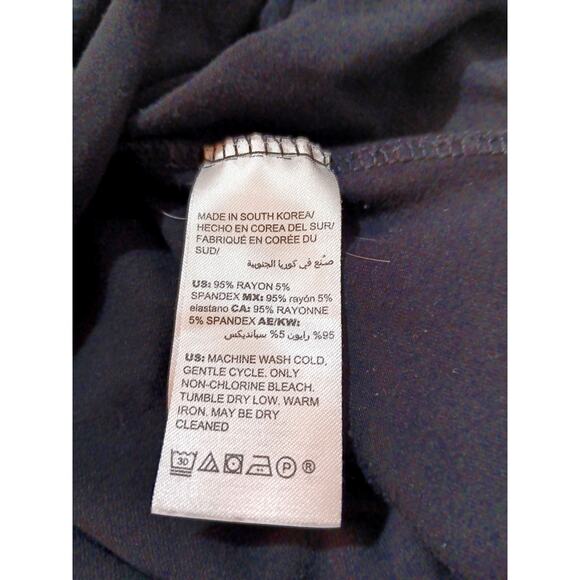 MADE IN SOUTH KOREA/
HECHO EN COREA DEL SUR/
FABRIQUÉ EN CORÉE DU
SUD/
صنع في كوريا الجنوبية
US: 95% RAYON 5%
SPANDEX MX: 95% rayón 5%
elastano CA: 95% RAYONNE
5% SPANDEX AE/KW:
95% رايون 5% سباندیکس
US: MACHINE WASH COLD,
GENTLE CYCLE. ONLY
NON-CHLORINE BLEACH.
TUMBLE DRY LOW. WARM
IRON. MAY BE DRY
CLEANED
30 P ®